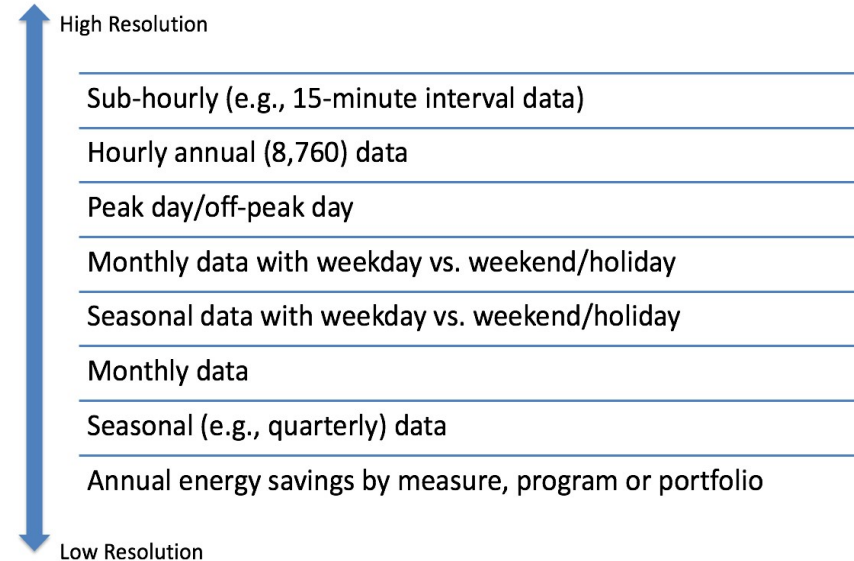 High Resolution
Sub-hourly (e.g., 15-minute interval data)
Hourly annual (8,760) data
Peak day/off-peak day
Monthly data with weekday vs. weekend/holiday
Seasonal data with weekday vs. weekend/holiday
Monthly data
Seasonal (e.g., quarterly) data
Annual energy savings by measure, program or portfolio
Low Resolution